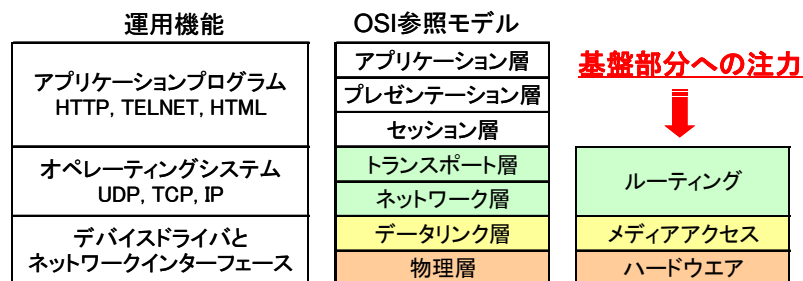 運用機能
アプリケーションプログラム
HTTP, TELNET, HTML
オペレーティングシステム
UDP, TCP, IP
デバイスドライバと
ネットワークインターフェース
OSI参照モデル
アプリケーション層
プレゼンテーション層
セッション層
トランスポート層
ネットワーク層
データリンク層
物理層
基盤部分への注力
ルーティング
メディアアクセス
ハードウエア